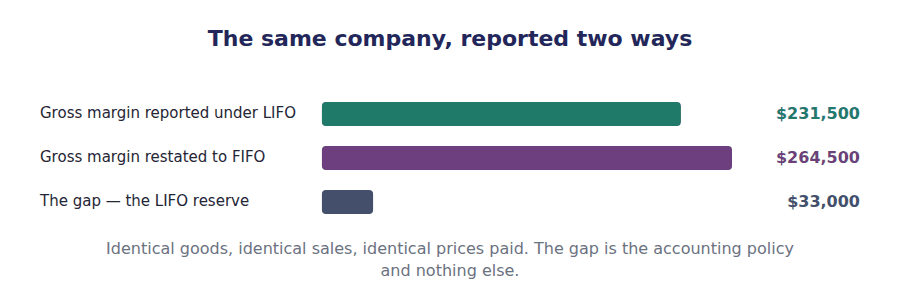 The same company, reported two ways
Gross margin reported under LIFO $231,500
Gross margin restated to FIFO $264,500
The gap — the LIFO reserve $33,000
Identical goods, identical sales, identical prices paid. The gap is the accounting policy
and nothing else.